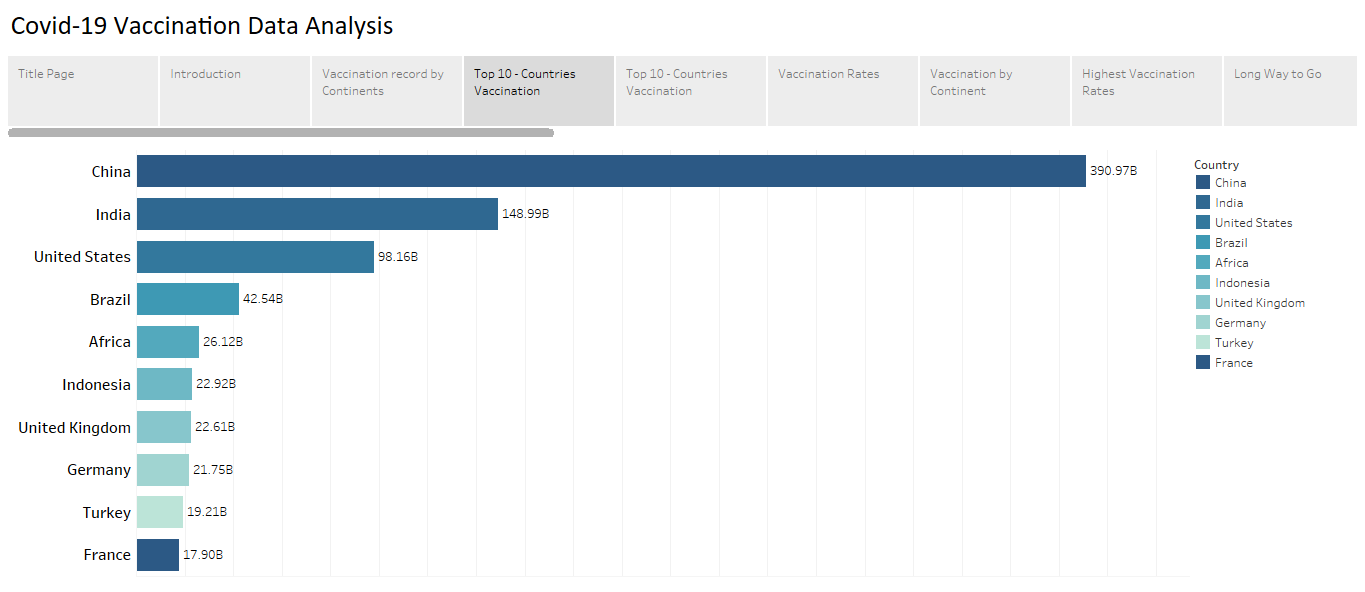 Covid-19 Vaccination Data Analysis
Title Page
Introduction
Vaccination record by
Continents
Top 10 - Countries
Vaccination
Top 10 - Countries
Vaccination
Vaccination Rates
Vaccination by
Continent
Highest Vaccination
Rates
Long Way to Go
China 390.97B
India 148.99B
United States 98.16B
Brazil 42.54B
Africa 26.12B
Indonesia 22.92B
United Kingdom 22.61B
Germany 21.75B
Turkey 19.21B
France 17.90B
Country
China
India
United States
Brazil
Africa
Indonesia
United Kingdom
Germany
Turkey
France